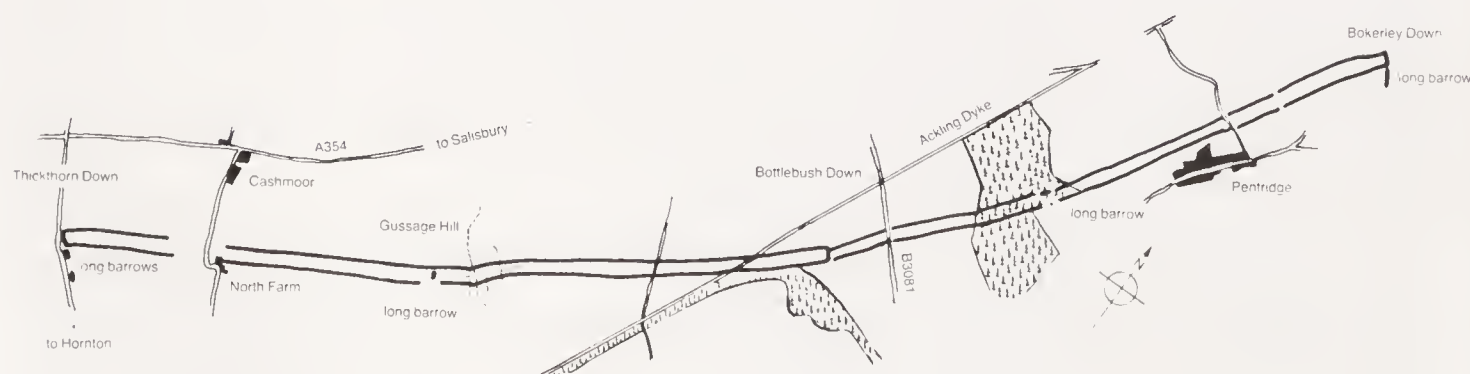 Bokerley Down
long barrow
Ackling Dyke
A354
to Salisbury
Thickthorn Down
Cashmoor
Bottlebush Down
Pentridge
long barrow
Gussage Hill
long barrows
North Farm
B3081
N
long barrow
to Hornton